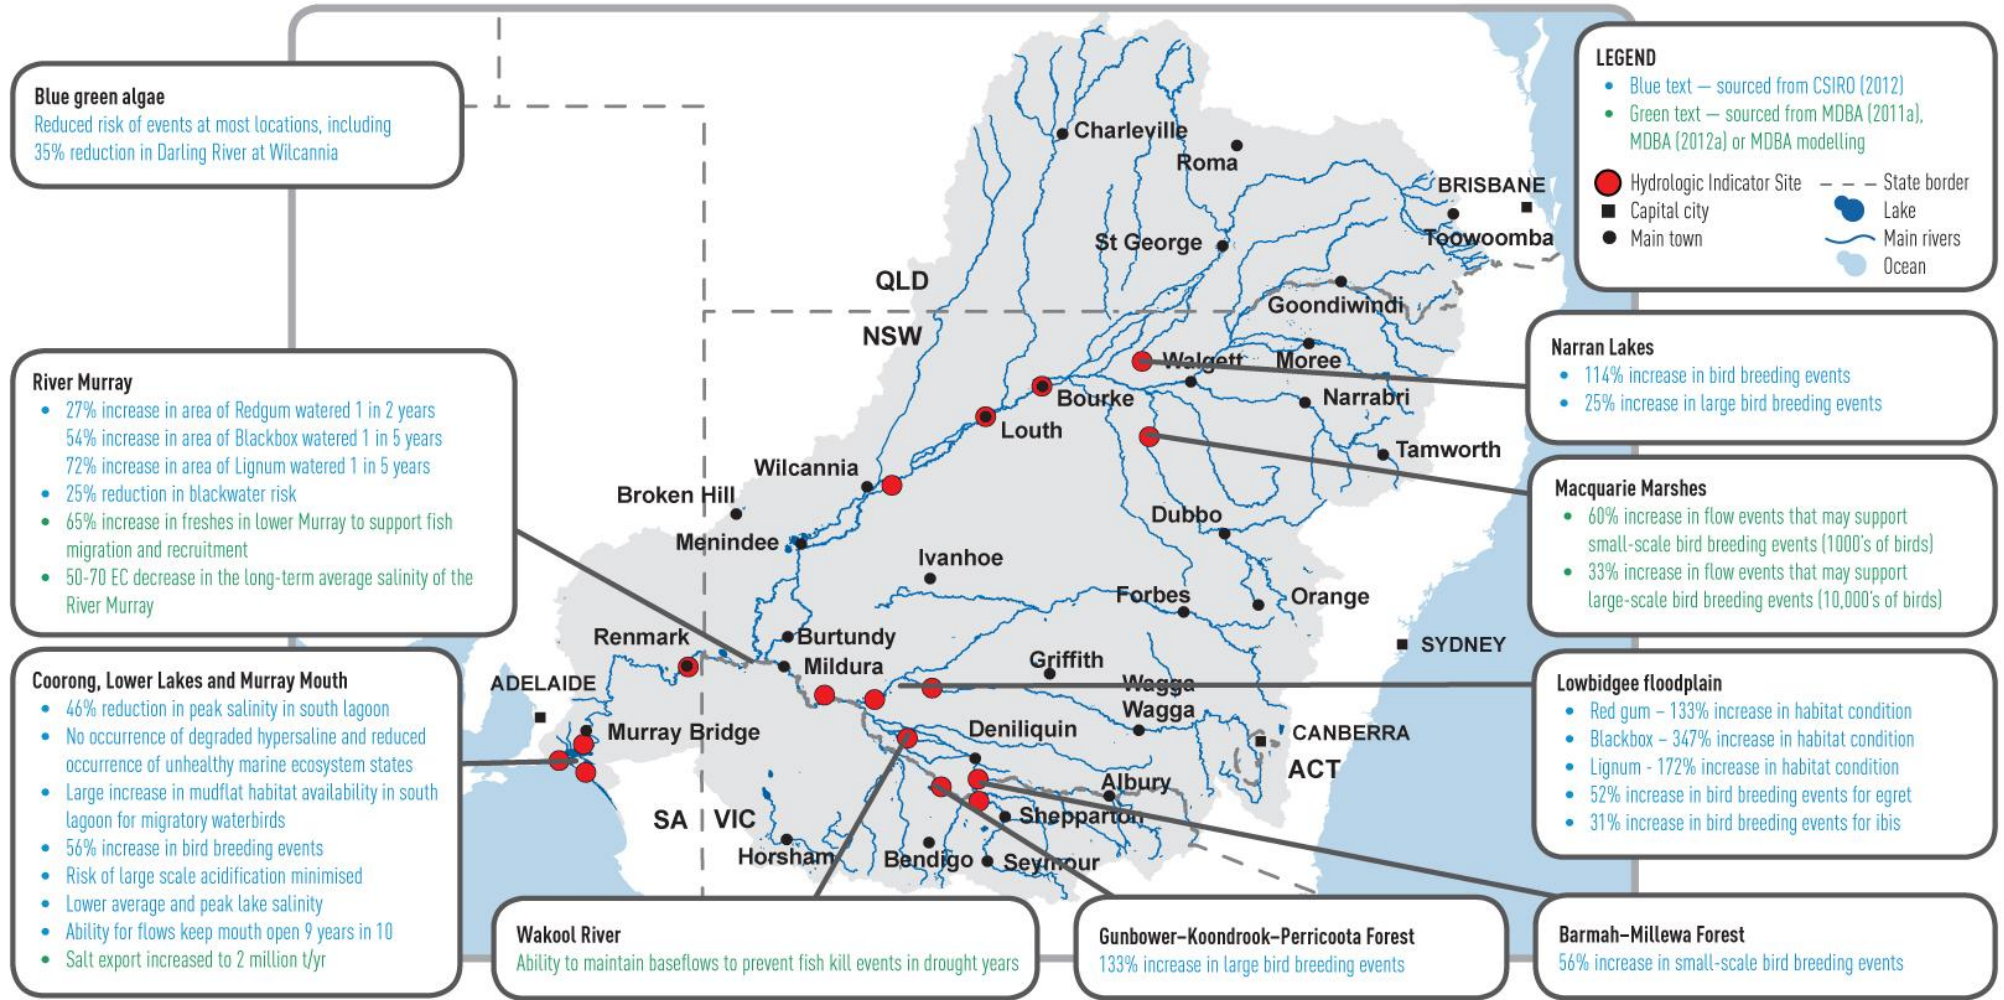 Blue green algae
Reduced risk of events at most locations, including
35% reduction in Darling River at Wilcannia
River Murray
• 27% increase in area of Redgum watered 1 in 2 years
54% increase in area of Blackbox watered 1 in 5 years
72% increase in area of Lignum watered 1 in 5 years
• 25% reduction in blackwater risk
• 65% increase in freshes in lower Murray to support fish
migration and recruitment
• 50-70 EC decrease in the long-term average salinity of the
River Murray
Coorong, Lower Lakes and Murray Mouth
• 46% reduction in peak salinity in south lagoon
• No occurrence of degraded hypersaline and reduced
occurrence of unhealthy marine ecosystem states
• Large increase in mudflat habitat availability in south
lagoon for migratory waterbirds
• 56% increase in bird breeding events
• Risk of large scale acidification minimised
• Lower average and peak lake salinity
• Ability for flows keep mouth open 9 years in 10
• Salt export increased to 2 million t/yr
Charleville
Roma
BRISBANE
St George
Toowoomba
QLD
Goondiwindi
NSW
Walgett
Moree
Bourke
Narrabri
Louth
Tamworth
Wilcannia
Broken Hill
Dubbo
Menindee
Ivanhoe
Forbes
Orange
Renmark
Burtundy
SYDNEY
Mildura
Griffith
ADELAIDE
Wagga
Wagga
Murray Bridge
Deniliquin
CANBERRA
ACT
Albury
SA
VIC
Shepparton
Horsham
Bendigo
Seymour
LEGEND
• Blue text – sourced from CSIRO (2012)
• Green text – sourced from MDBA (2011a),
MDBA (2012a) or MDBA modelling
Hydrologic Indicator Site
State border
Capital city
Lake
Main town
Main rivers
Ocean
Narran Lakes
• 114% increase in bird breeding events
• 25% increase in large bird breeding events
Macquarie Marshes
• 60% increase in flow events that may support
small-scale bird breeding events (1000's of birds)
• 33% increase in flow events that may support
large-scale bird breeding events (10,000's of birds)
Lowbidgee floodplain
• Red gum – 133% increase in habitat condition
• Blackbox – 347% increase in habitat condition
• Lignum - 172% increase in habitat condition
• 52% increase in bird breeding events for egret
• 31% increase in bird breeding events for ibis
Wakool River
Ability to maintain baseflows to prevent fish kill events in drought years
Gunbower–Koondrook–Perricoota Forest
133% increase in large bird breeding events
Barmah–Millewa Forest
56% increase in small-scale bird breeding events